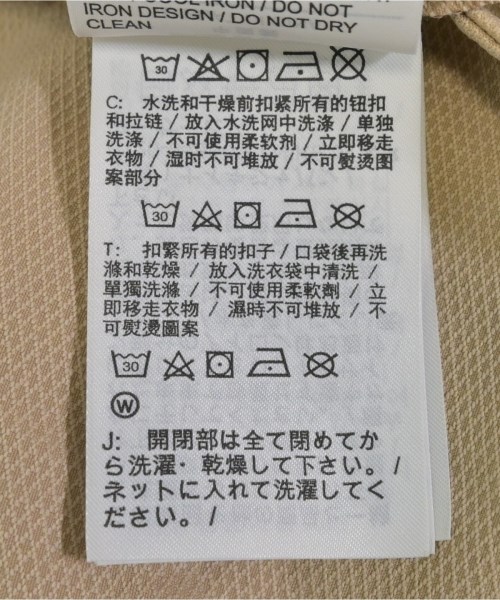 COOL IRON / DO NOT
IRON DESIGN / DO NOT DRY
CLEAN
30
C: 水洗和干燥前扣紧所有的钮扣
和拉链 / 放入水洗网中洗涤 / 单独
洗涤 / 不可使用柔软剂 / 立即移走
衣物 / 湿时不可堆放 / 不可熨烫图
案部分
30
T: 扣緊所有的扣子 / 口袋後再洗
滌和乾燥 / 放入洗衣袋中清洗 /
單獨洗滌 / 不可使用柔軟劑 / 立
即移走衣物 / 濕時不可堆放 / 不
可熨燙圖案
30
W
J: 開閉部は全て閉めてか
ら洗濯・乾燥して下さい。/
ネットに入れて洗濯してく
ださい。/